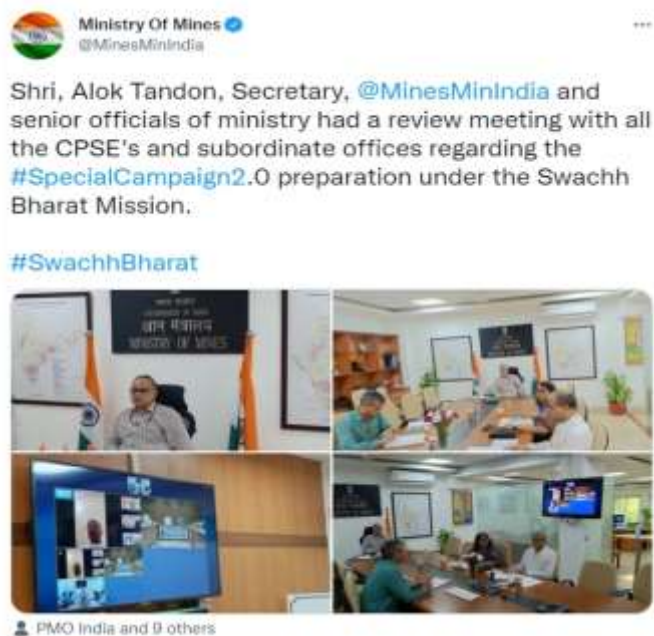 Ministry Of Mines
@MinesMinIndia
Shri, Alok Tandon, Secretary, @MinesMinIndia and
senior officials of ministry had a review meeting with all
the CPSE's and subordinate offices regarding the
#SpecialCampaign2.0 preparation under the Swachh
Bharat Mission.
#SwachhBharat
खान मंत्रालय
MINISTRY OF MINES
PMO India and 9 others